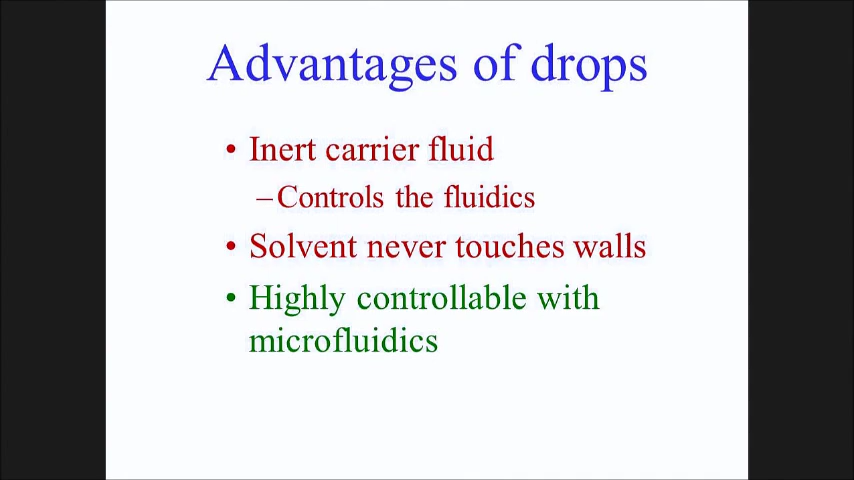 Advantages of drops
• Inert carrier fluid
–Controls the fluidics
• Solvent never touches walls
• Highly controllable with
microfluidics